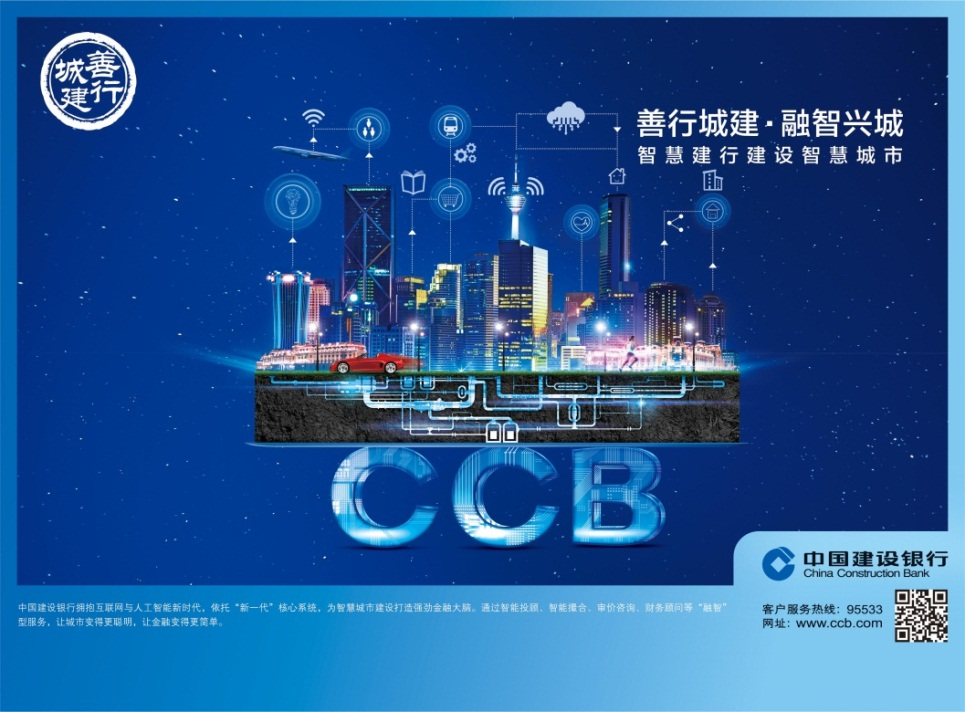 善行
城建
善行城建·融智兴城
智慧建行建设智慧城市
CCB
中国建设银行
China Construction Bank
中国建设银行拥抱互联网与人工智能新时代，依托“新一代”核心系统，为智慧城市建设打造强劲金融大脑。通过智能投顾、智能撮合、审价咨询、财务顾问等“融智”
型服务，让城市变得更聪明，让金融变得更简单。
客户服务热线：95533
网址：www.ccb.com